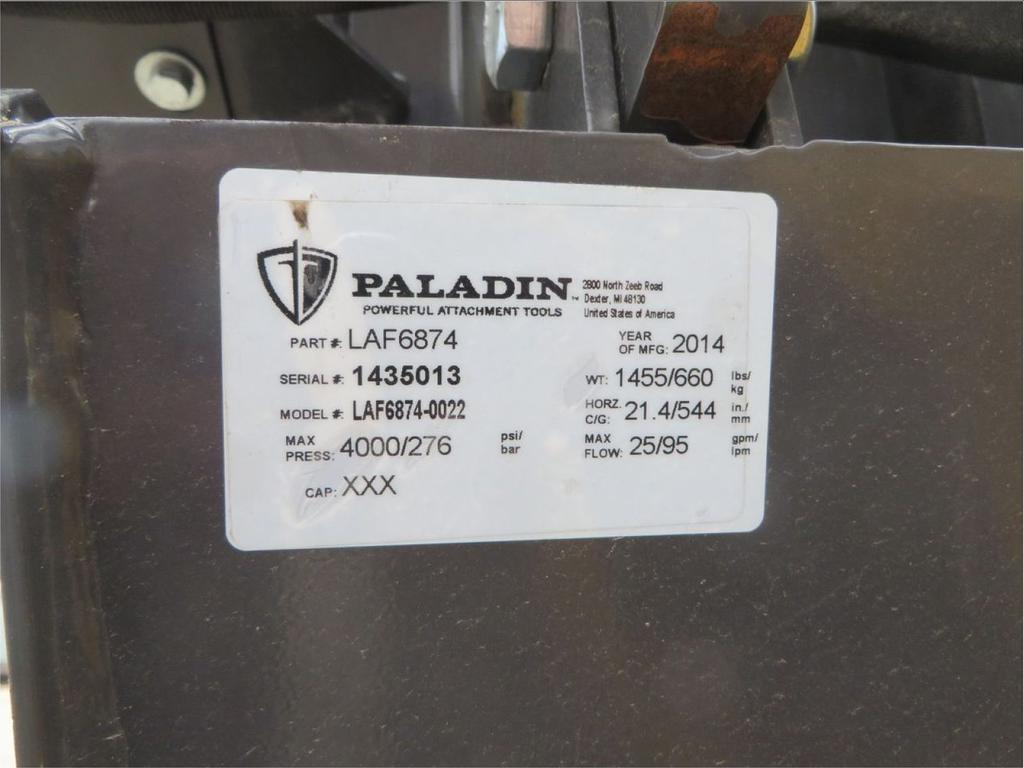 PALADIN™
POWERFUL ATTACHMENT TOOLS
2800 North Zeeb Road
Dexter, MI 48130
United States of America
PART #: LAF6874
YEAR OF MFG: 2014
SERIAL #: 1435013
WT: 1455/660 lbs/ kg
MODEL #: LAF6874-0022
HORZ. C/G: 21.4/544 in./ mm
MAX PRESS: 4000/276 psi/ bar
MAX FLOW: 25/95 gpm/ lpm
CAP: XXX